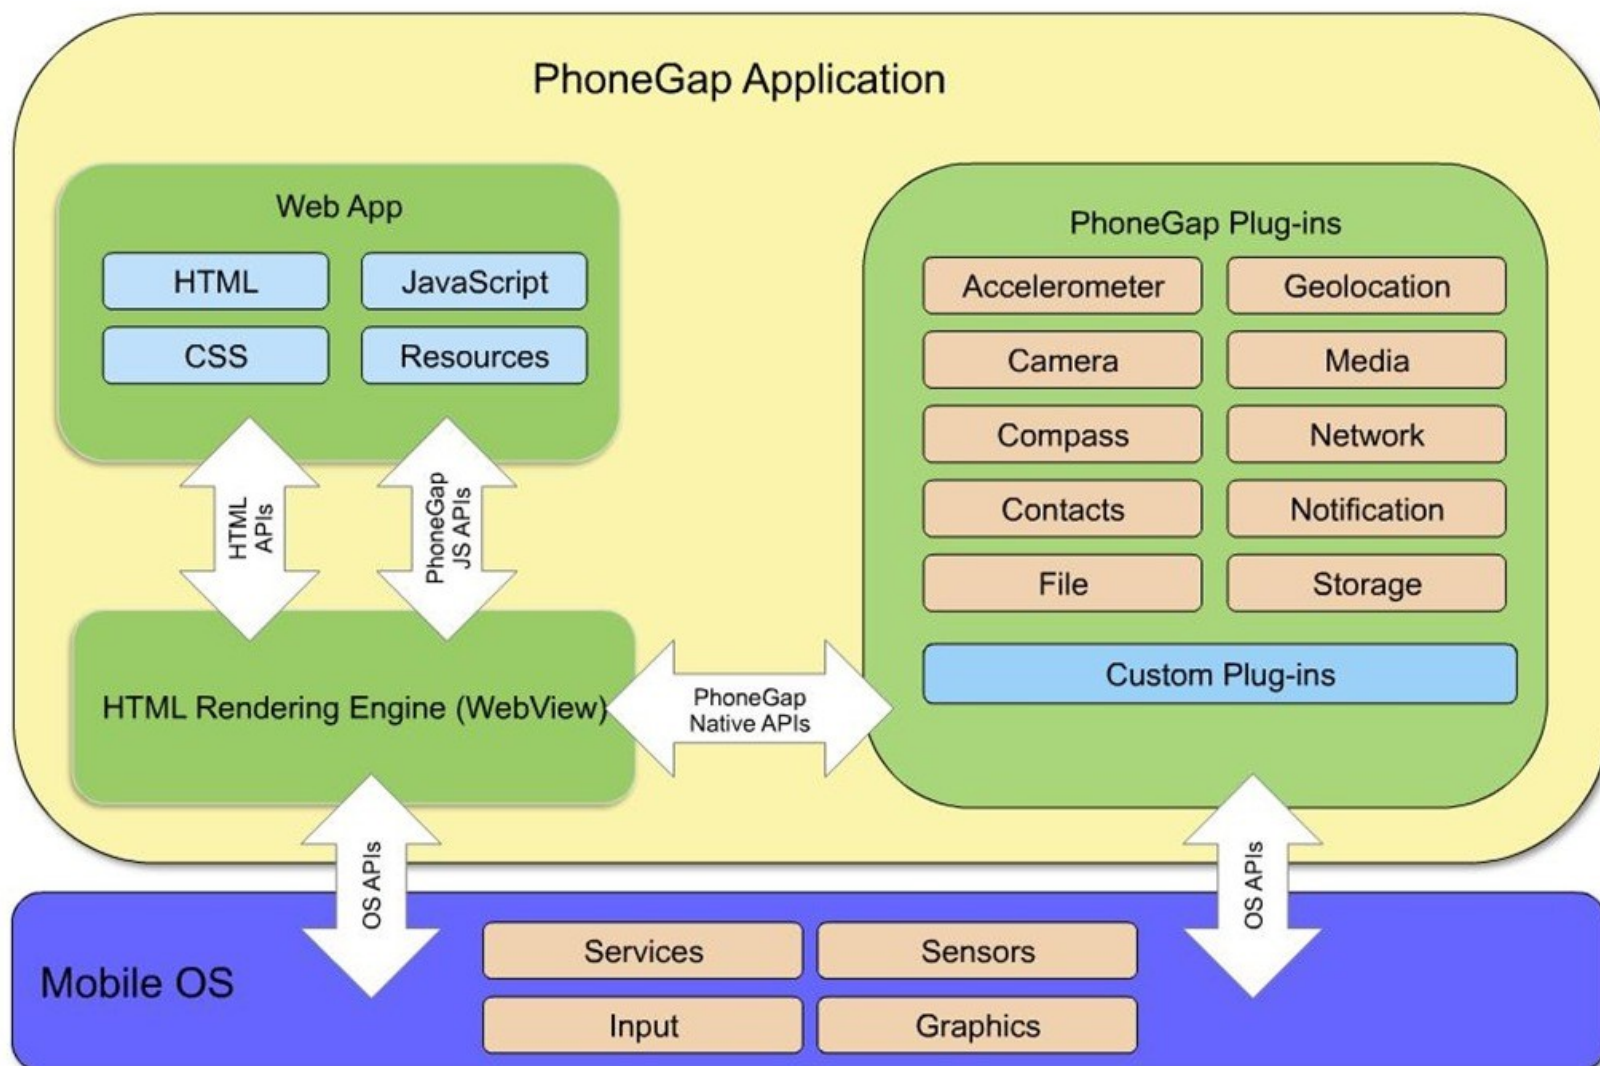 PhoneGap Application
Web App
HTML
JavaScript
CSS
Resources
HTML
APIs
PhoneGap
JS APIs
HTML Rendering Engine (WebView)
PhoneGap
Native APIs
PhoneGap Plug-ins
Accelerometer
Geolocation
Camera
Media
Compass
Network
Contacts
Notification
File
Storage
Custom Plug-ins
OS APIs
OS APIs
Mobile OS
Services
Sensors
Input
Graphics